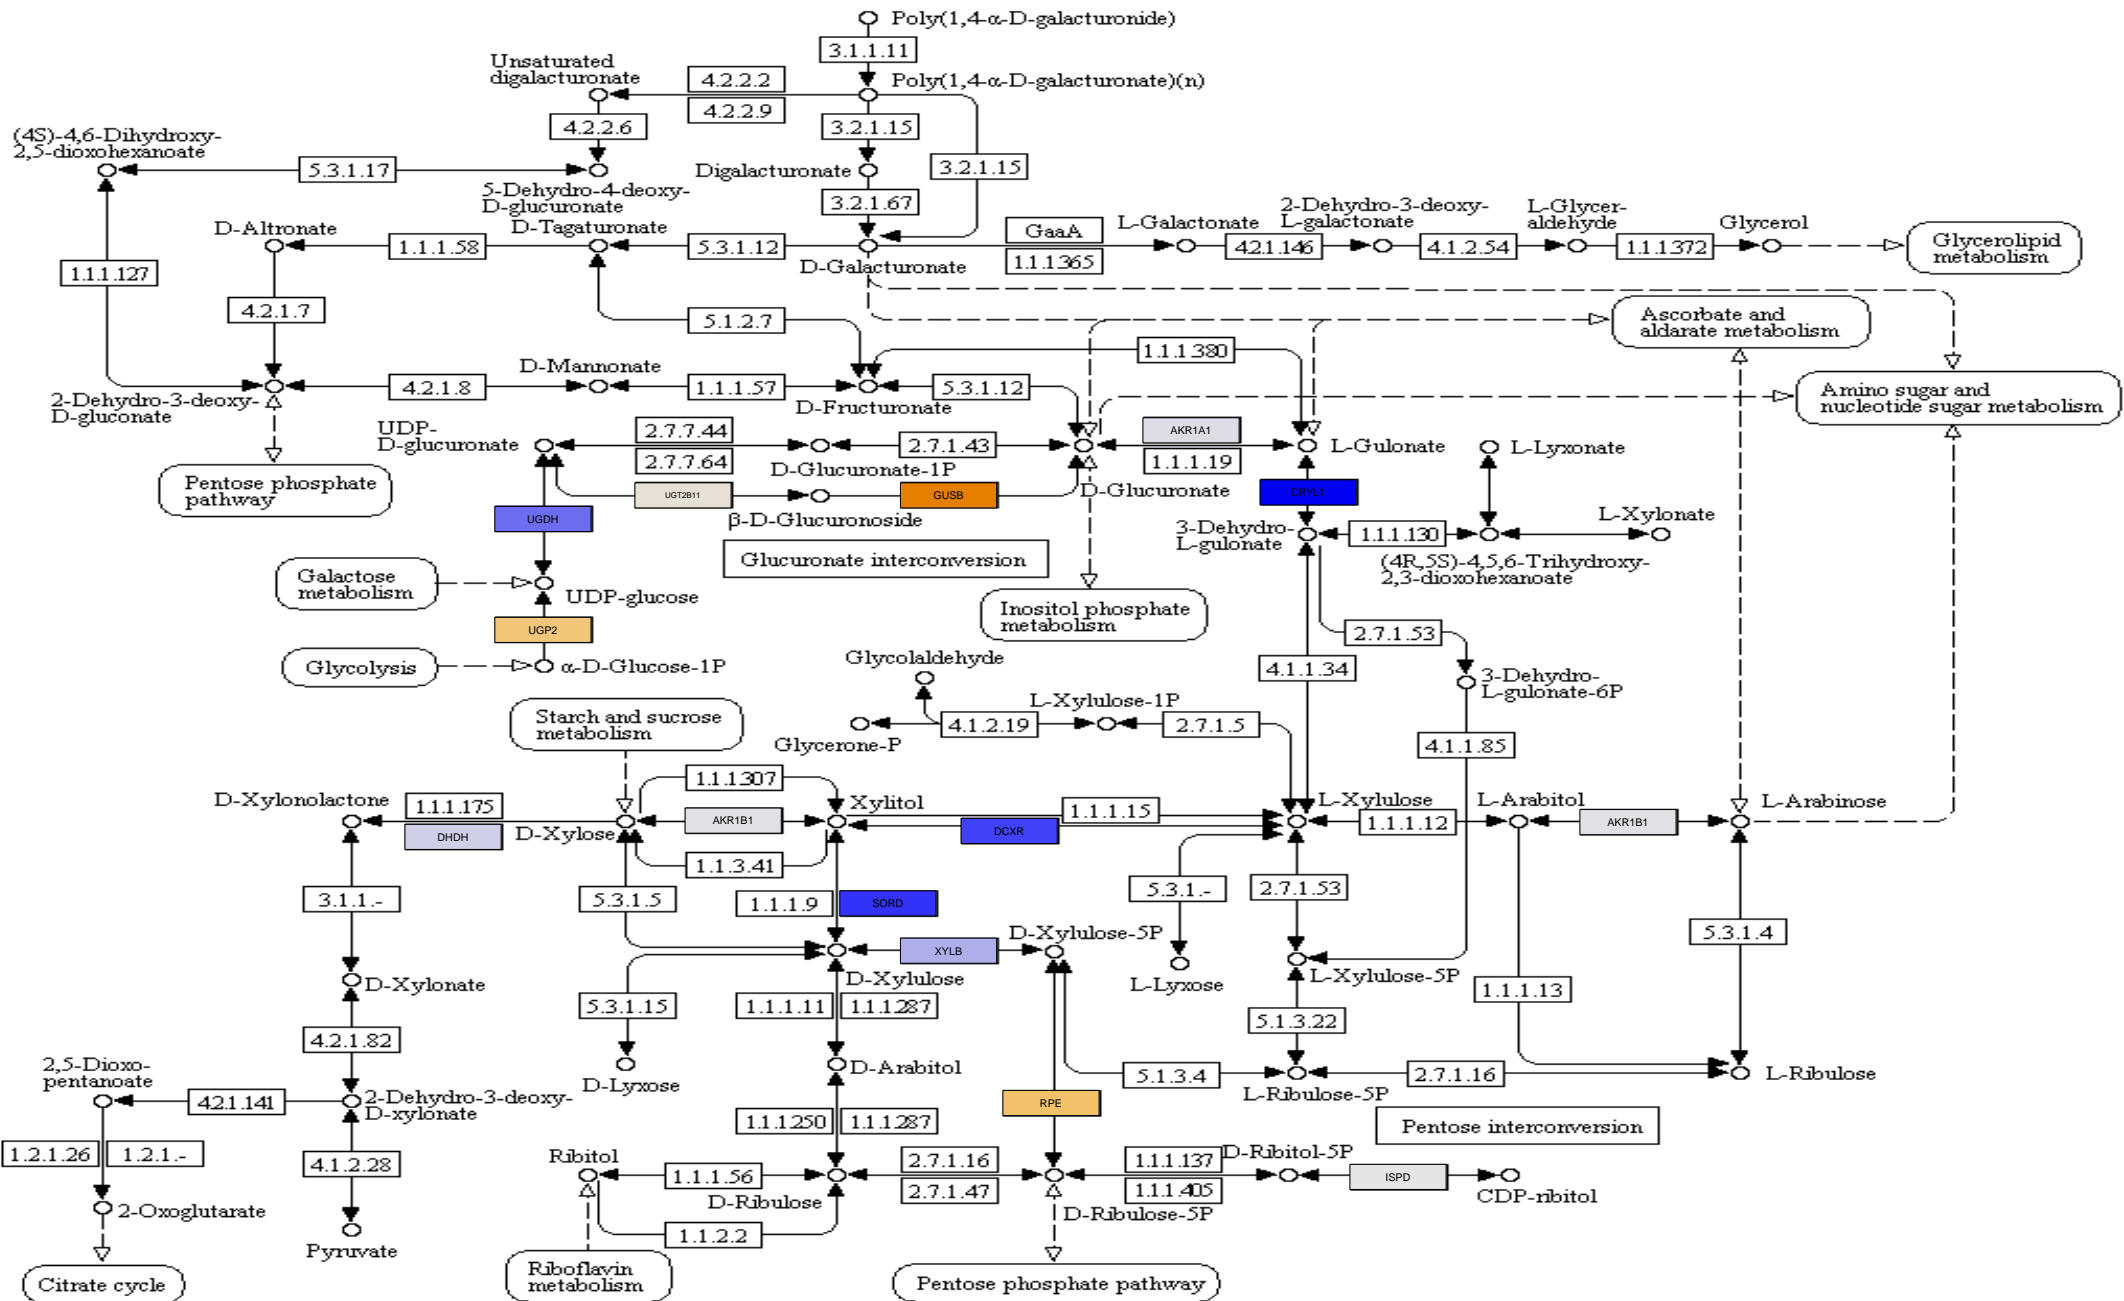 Poly(1,4-α-D-galacturonide)
3.1.1.11
Unsaturated
digalacturonate
4.2.2.2
Poly(1,4-α-D-galacturonate)(n)
4.2.2.9
4.2.2.6
3.2.1.15
(4S)-4,6-Dihydroxy-
2,5-dioxohexanoate
5.3.1.17
Digalacturonate
3.2.1.15
5-Dehydro-4-deoxy-
D-glucuronate
3.2.1.67
D-Altronate
D-Tagaturonate
GaaA
L-Galactonate
2-Dehydro-3-deoxy-
L-galactonate
L-Glycer-
aldehyde
Glycerol
1.1.1.58
5.3.1.12
D-Galacturonate
1.1.1.365
4.2.1.146
4.1.2.54
1.1.1.372
Glycerolipid
metabolism
1.1.1.127
4.2.1.7
5.1.2.7
Ascorbate and
aldarate metabolism
1.1.1.380
D-Mannonate
4.2.1.8
1.1.1.57
5.3.1.12
2-Dehydro-3-deoxy-
D-gluconate
D-Fructuronate
Amino sugar and
nucleotide sugar metabolism
UDP-
D-glucuronate
2.7.7.44
2.7.1.43
AKR1A1
L-Gulonate
L-Lyxonate
2.7.7.64
D-Glucuronate-1P
1.1.1.19
Pentose phosphate
pathway
UGT2B11
GUSB
D-Glucuronate
CRYL1
UGDH
β-D-Glucuronoside
3-Dehydro-
L-gulonate
1.1.1.130
L-Xylonate
Glucuronate interconversion
(4R,5S)-4,5,6-Trihydroxy-
2,3-dioxohexanoate
Galactose
metabolism
UDP-glucose
Inositol phosphate
metabolism
UGP2
2.7.1.53
Glycolysis
α-D-Glucose-1P
Glycolaldehyde
4.1.1.34
3-Dehydro-
L-gulonate-6P
Starch and sucrose
metabolism
L-Xylulose-1P
4.1.2.19
2.7.1.5
Glycerone-P
4.1.1.85
1.1.1.307
D-Xylonolactone
1.1.1.175
Xylitol
1.1.1.15
L-Xylulose
L-Arabitol
L-Arabinose
DHDH
D-Xylose
AKR1B1
DCXR
1.1.1.12
AKR1B1
1.1.3.41
3.1.1.-
5.3.1.5
1.1.1.9
SORD
5.3.1.-
2.7.1.53
5.3.1.4
XYLB
D-Xylulose-5P
D-Xylonate
D-Xylulose
L-Lyxose
L-Xylulose-5P
5.3.1.15
1.1.1.11
1.1.1.287
1.1.1.13
5.1.3.22
4.2.1.82
2,5-Dioxo-
pentanoate
D-Lyxose
D-Arabitol
5.1.3.4
2.7.1.16
L-Ribulose
4.2.1.141
2-Dehydro-3-deoxy-
D-xylonate
RPE
L-Ribulose-5P
1.1.1.250
1.1.1.287
Pentose interconversion
1.2.1.26
1.2.1.-
4.1.2.28
Ribitol
1.1.1.56
2.7.1.16
1.1.1.137
D-Ribitol-5P
ISPD
2.7.1.47
1.1.1.405
CDP-ribitol
D-Ribulose
2-Oxoglutarate
D-Ribulose-5P
1.1.2.2
Pyruvate
Citrate cycle
Riboflavin
metabolism
Pentose phosphate pathway